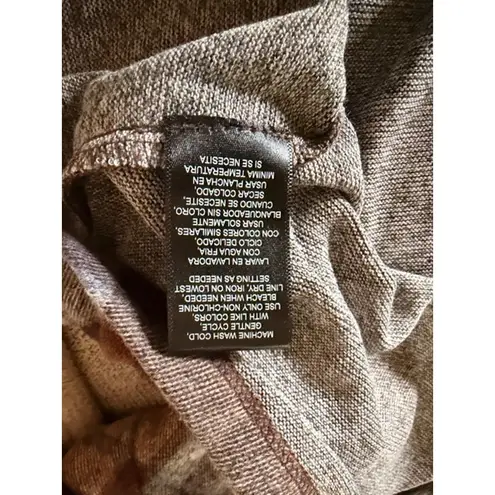 MACHINE WASH COLD,
GENTLE CYCLE,
WITH LIKE COLORS,
USE ONLY NON-CHLORINE
BLEACH WHEN NEEDED,
LINE DRY, IRON ON LOWEST
SETTING AS NEEDED
LAVAR EN LAVADORA
CON AGUA FRIA,
CICLO DELICADO,
CON COLORES SIMILARES,
USAR SOLAMENTE
BLANQUEADOR SIN CLORO,
CUANDO SE NECESITE,
SECAR COLGADO,
USAR PLANCHA EN
MINIMA TEMPERATURA
SI SE NECESITA